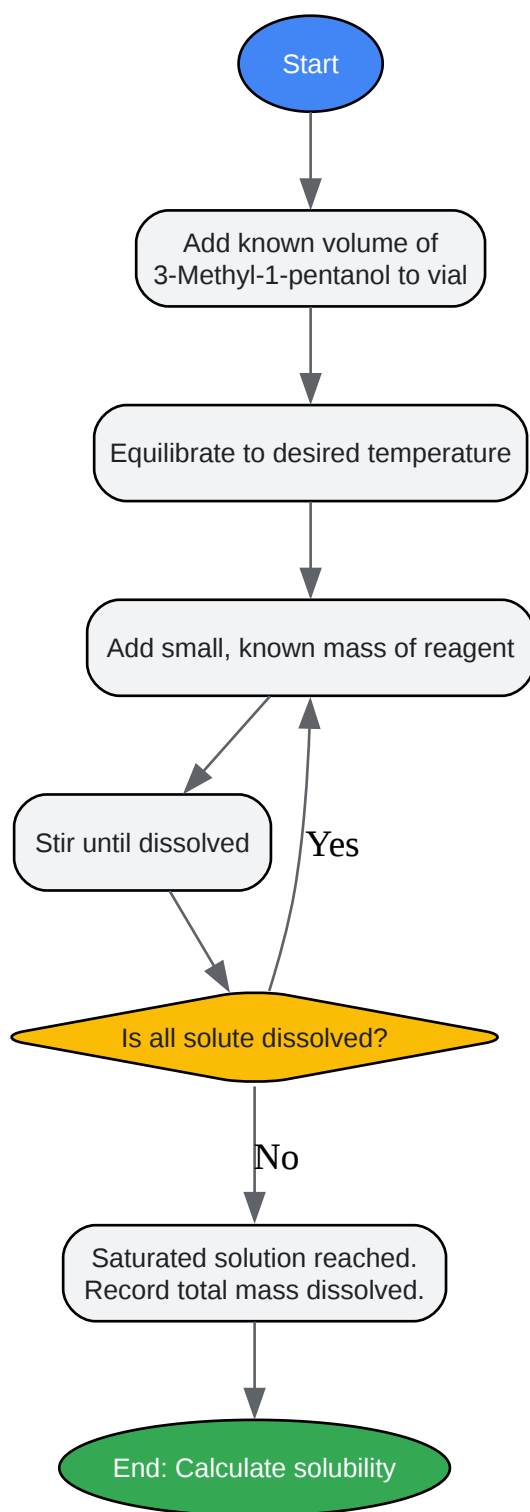 Start
Add known volume of
3-Methyl-1-pentanol to vial
Equilibrate to desired temperature
Add small, known mass of reagent
Stir until dissolved
Yes
Is all solute dissolved?
No
Saturated solution reached.
Record total mass dissolved.
End: Calculate solubility